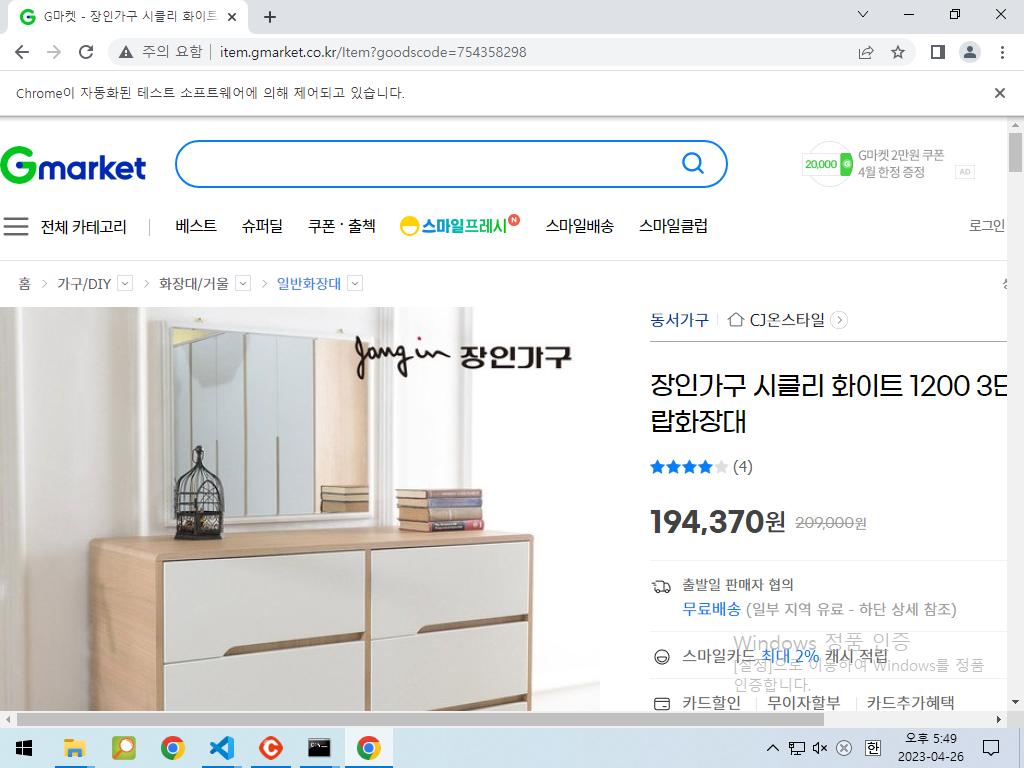 G마켓 - 장인가구 시클리 화이트
주의 요함
item.gmarket.co.kr/Item?goodscode=754358298
Chrome이 자동화된 테스트 소프트웨어에 의해 제어되고 있습니다.
Gmarket
20,000
G마켓 2만원 쿠폰
4월 한정 증정
AD
전체 카테고리
베스트
슈퍼딜
쿠폰 · 출첵
스마일프레시
N
스마일배송
스마일클럽
로그인
홈
가구/DIY
화장대/거울
일반화장대
Jang in 장인가구
동서가구
CJ온스타일
장인가구 시클리 화이트 1200 3단
랍화장대
(4)
194,370원 209,000원
출발일 판매자 협의
무료배송 (일부 지역 유료 - 하단 상세 참조)
Windows 정품 인증
스마일카드 최대 2% 캐시 적립
[설정]으로 이동하여 Windows를 정품
인증합니다.
카드할인
무이자할부
카드추가혜택
한
오후 5:49
2023-04-26